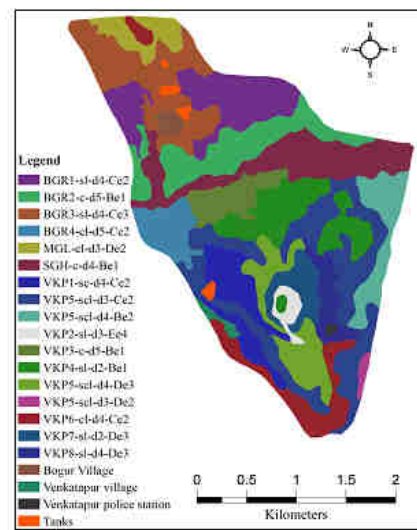 N
W E
S
Legend
BGR1-sl-d4-Ce2
BGR2-c-d5-Be1
BGR3-sl-d4-Ce3
BGR4-cl-d5-Ce2
MGL-cl-d3-De2
SGH-c-d4-Be1
VKP1-sc-d4-Ce2
VKP5-scl-d3-Ce2
VKP5-scl-d4-Be2
VKP2-sl-d3-Ee4
VKP3-c-d5-Be1
VKP4-sl-d2-Be1
VKP5-scl-d4-De3
VKP5-scl-d3-De2
VKP6-cl-d4-Ce2
VKP7-sl-d2-De3
VKP8-sl-d4-De3
Bogur Village
Venkatapur village
Venkatapur police station
Tanks
0 0.5 1 2
Kilometers